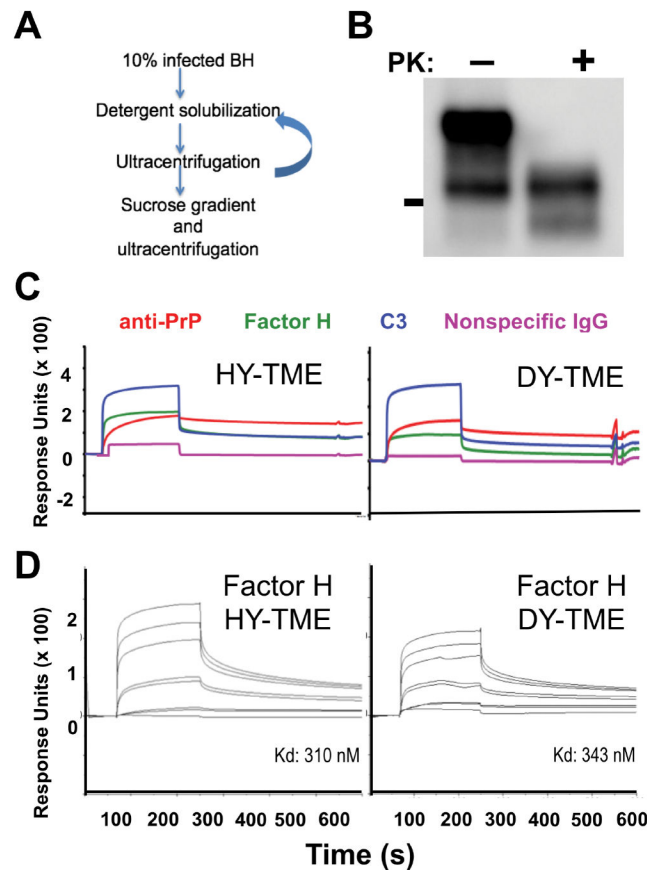 A
10% infected BH
Detergent solubilization
Ultracentrifugation
Sucrose gradient
and
ultracentrifugation
B
PK: − +
C
anti-PrP Factor H C3 Nonspecific IgG
HY-TME
DY-TME
Response Units (x 100)
4
2
0
-2
D
Factor H
HY-TME
Factor H
DY-TME
Response Units (x 100)
2
1
0
Kd: 310 nM
Kd: 343 nM
100 200 300 400 500 600
100 200 300 400 500 600
Time (s)